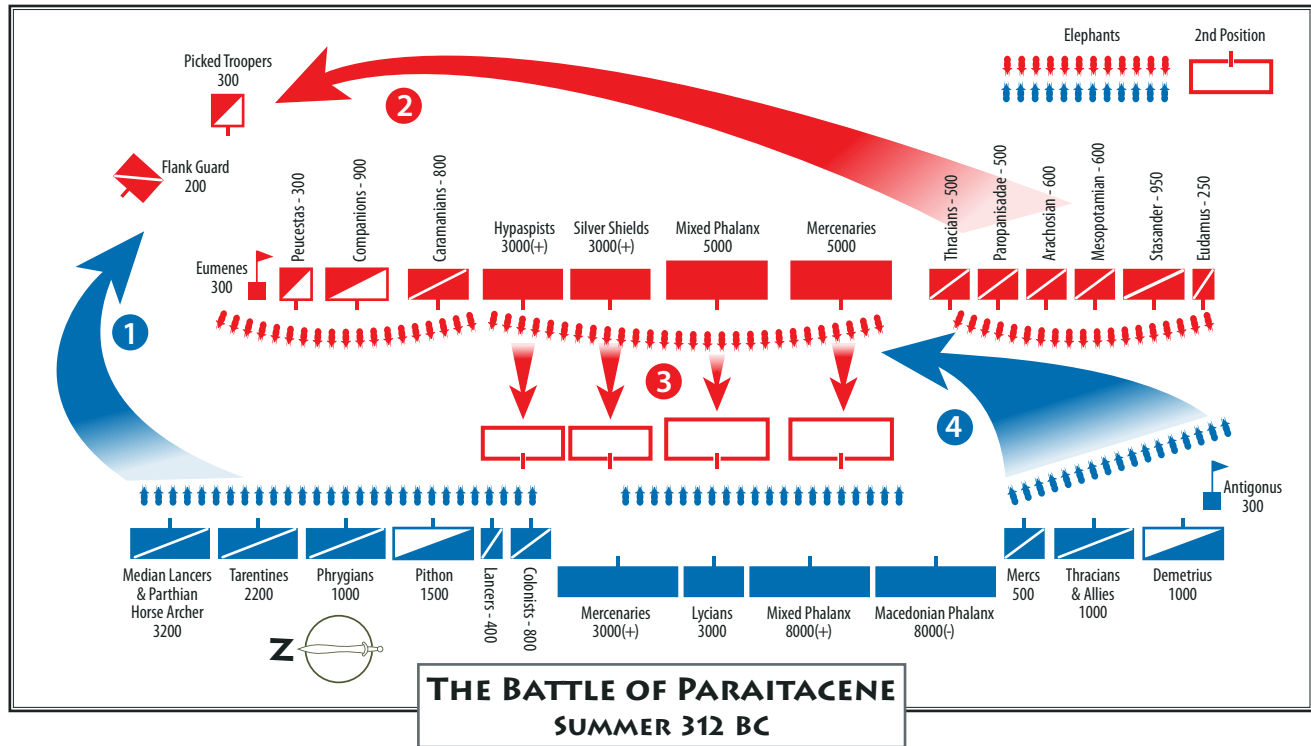 Picked Troopers
300
2
Elephants
2nd Position
Flank Guard
200
Eumenes
300
Peucestas - 300
Companions - 900
Caramanians - 800
Hypaspists
3000(+)
Silver Shields
3000(+)
Mixed Phalanx
5000
Mercenaries
5000
Thracians - 500
Paropanisadae - 500
Arachosian - 600
Mesopotamian - 600
Stasander - 950
Eudamus - 250
1
3
4
Antigonus
300
Median Lancers
& Parthian
Horse Archer
3200
Tarentines
2200
Phrygians
1000
Pithon
1500
Lancers - 400
Colonists - 800
Mercenaries
3000(+)
Lycians
3000
Mixed Phalanx
8000(+)
Macedonian Phalanx
8000(-)
Mercs
500
Thracians
& Allies
1000
Demetrius
1000
N
The Battle of Paraitacene
Summer 312 BC